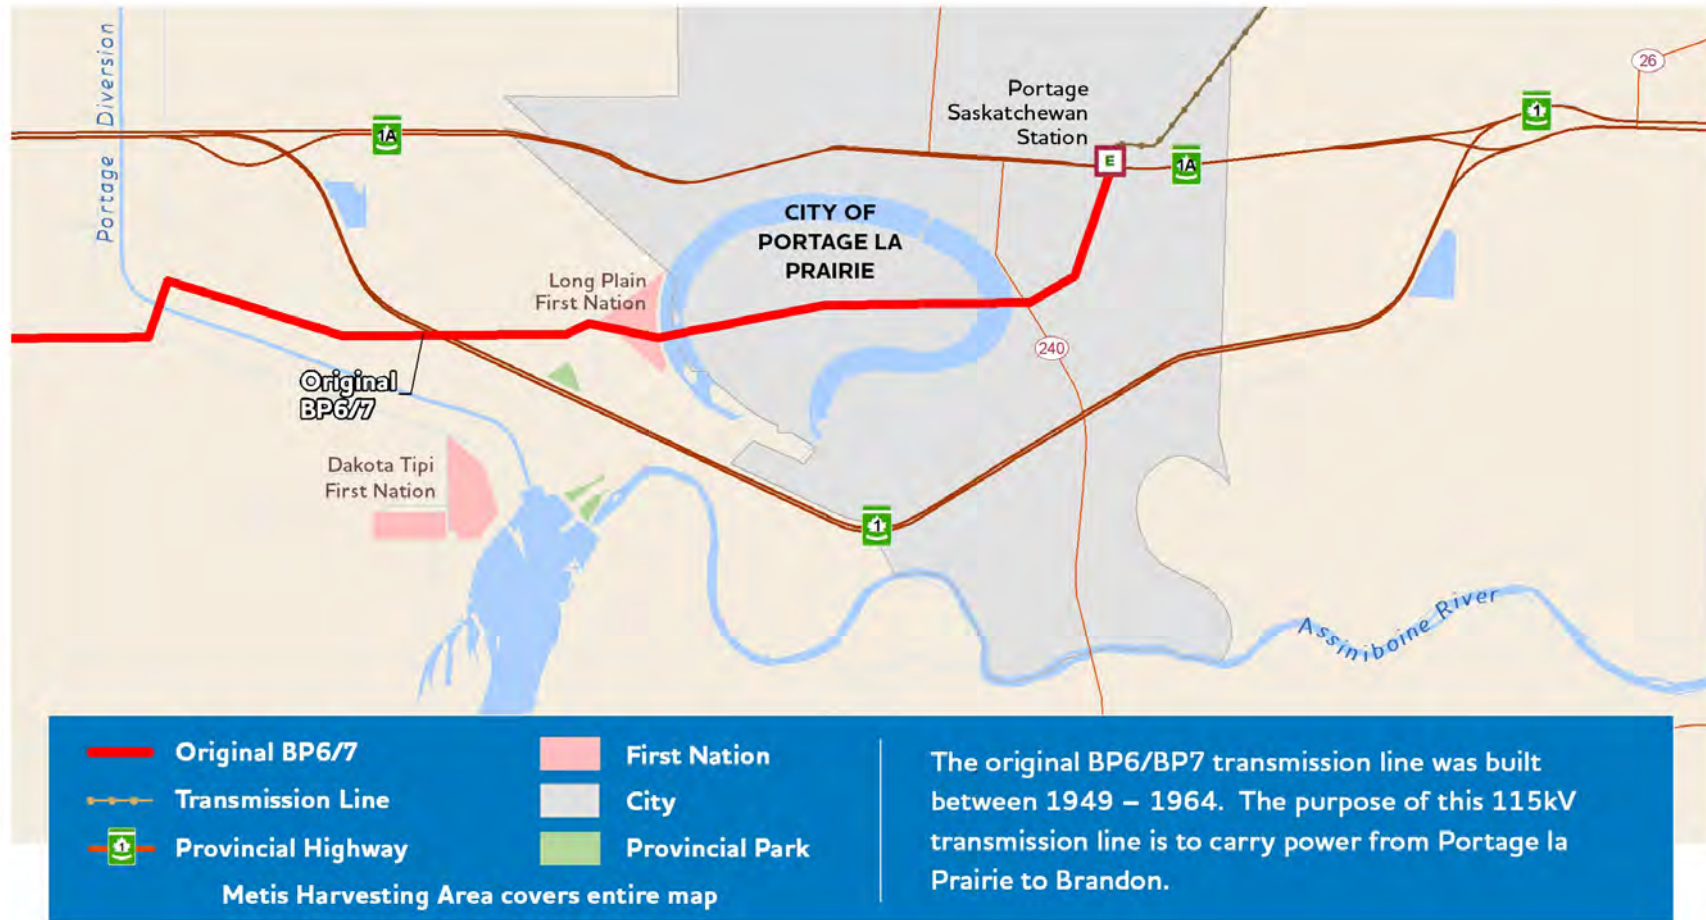 Portage Diversion
1A
Portage
Saskatchewan
Station
E
1A
1
26
CITY OF
PORTAGE LA
PRAIRIE
Long Plain
First Nation
240
Original
BP6/7
Dakota Tipi
First Nation
1
Assiniboine River
Original BP6/7
Transmission Line
1
Provincial Highway
First Nation
City
Provincial Park
Metis Harvesting Area covers entire map
The original BP6/BP7 transmission line was built
between 1949 – 1964. The purpose of this 115kV
transmission line is to carry power from Portage la
Prairie to Brandon.